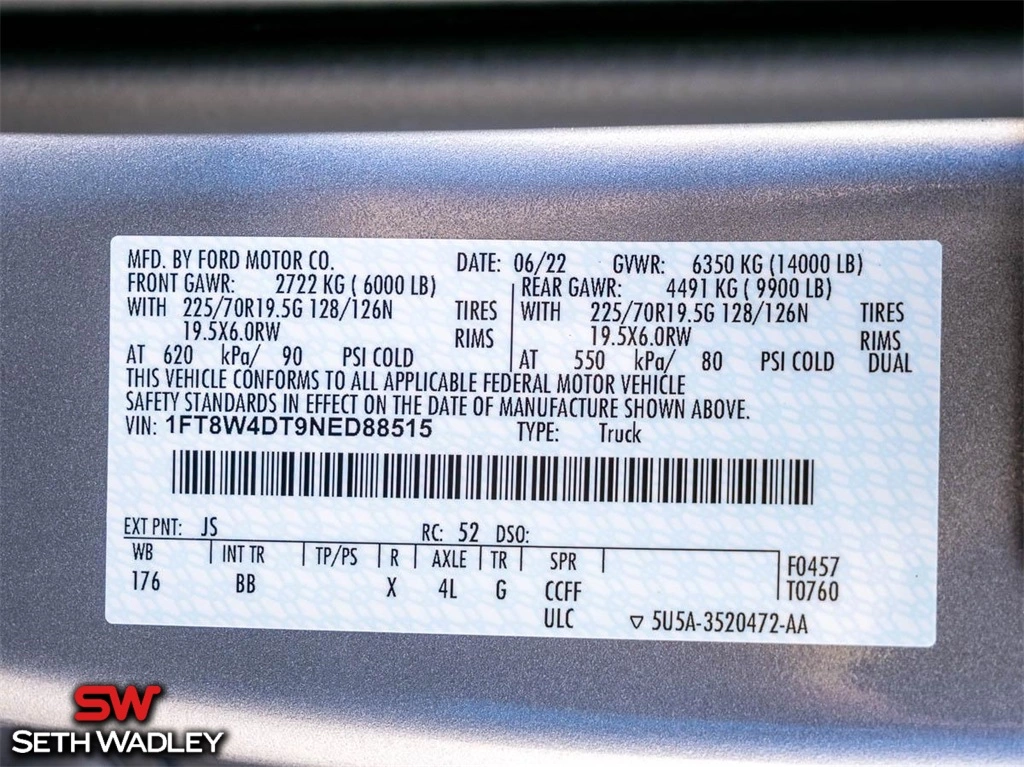 MFD. BY FORD MOTOR CO. DATE: 06/22 GVWR: 6350 KG (14000 LB)
FRONT GAWR: 2722 KG ( 6000 LB) REAR GAWR: 4491 KG ( 9900 LB)
WITH 225/70R19.5G 128/126N TIRES WITH 225/70R19.5G 128/126N TIRES
19.5X6.0RW RIMS 19.5X6.0RW RIMS
AT 620 kPa/ 90 PSI COLD AT 550 kPa/ 80 PSI COLD DUAL
THIS VEHICLE CONFORMS TO ALL APPLICABLE FEDERAL MOTOR VEHICLE
SAFETY STANDARDS IN EFFECT ON THE DATE OF MANUFACTURE SHOWN ABOVE.
VIN: 1FT8W4DT9NED88515 TYPE: Truck
EXT PNT: JS RC: 52 DSO:
WB INT TR TP/PS R AXLE TR SPR F0457
176 BB X 4L G CCFF T0760
ULC ▽ 5U5A-3520472-AA
SW
SETH WADLEY